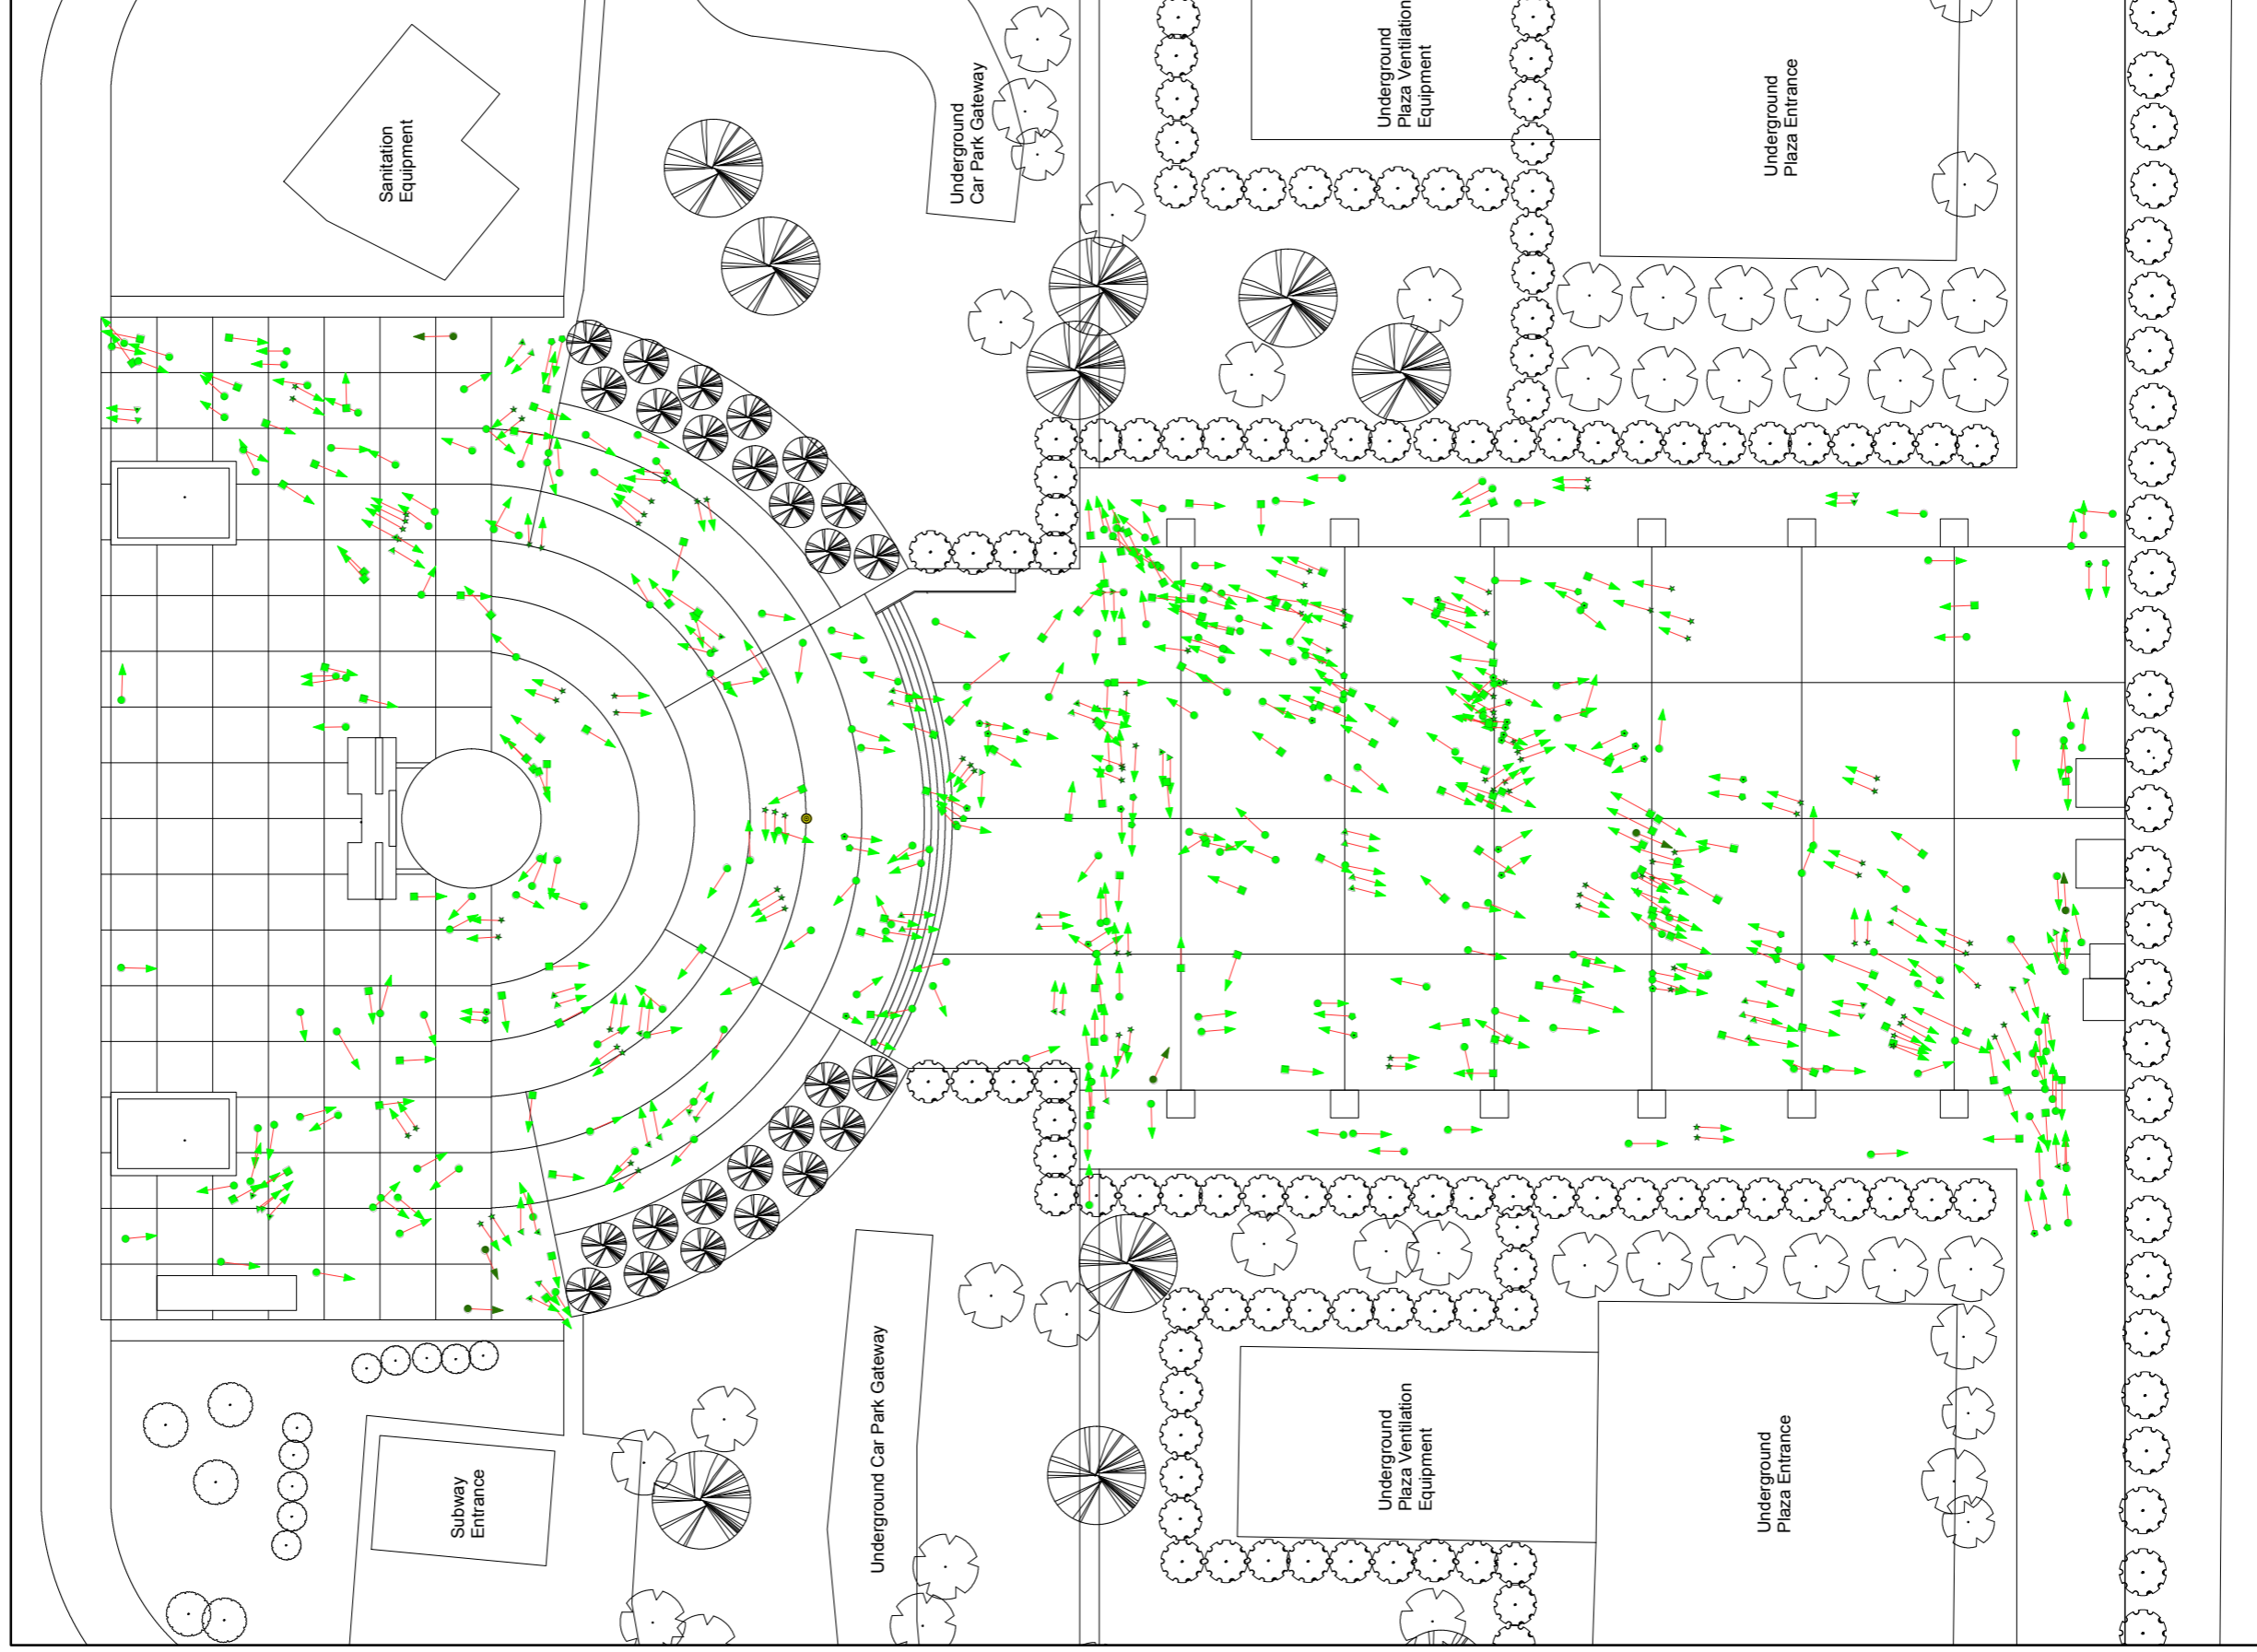 Sanitation
Equipment
Underground
Car Park Gateway
Underground
Plaza Ventilation
Equipment
Underground
Plaza Entrance
Subway
Entrance
Underground Car Park Gateway
Underground
Plaza Ventilation
Equipment
Underground
Plaza Entrance